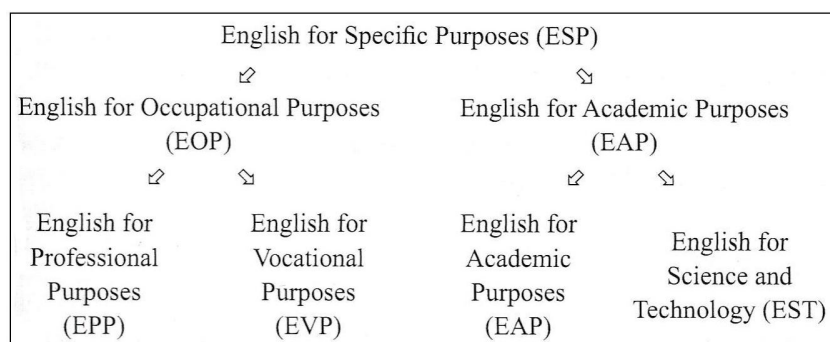 English for Specific Purposes (ESP)
English for Occupational Purposes
(EOP)
English for Academic Purposes
(EAP)
English for
Professional
Purposes
(EPP)
English for
Vocational
Purposes
(EVP)
English for
Academic
Purposes
(EAP)
English for
Science and
Technology (EST)